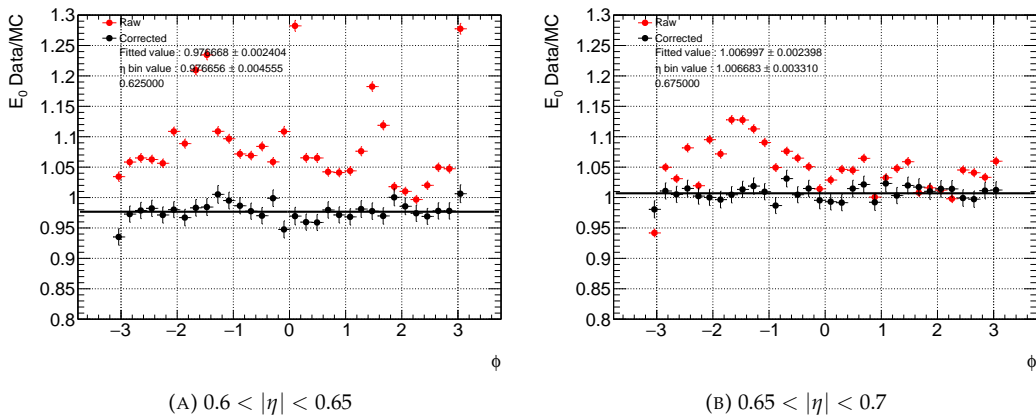 E₀ Data/MC
1.3
1.25
1.2
1.15
1.1
1.05
1
0.95
0.9
0.85
0.8
Raw
Corrected
Fitted value : 0.976668 ± 0.002404
η bin value : 0.976656 ± 0.004555
0.625000
−3 −2 −1 0 1 2 3
ϕ
(A) 0.6 < |η| < 0.65
E₀ Data/MC
1.3
1.25
1.2
1.15
1.1
1.05
1
0.95
0.9
0.85
0.8
Raw
Corrected
Fitted value : 1.006997 ± 0.002398
η bin value : 1.006683 ± 0.003310
0.675000
−3 −2 −1 0 1 2 3
ϕ
(B) 0.65 < |η| < 0.7